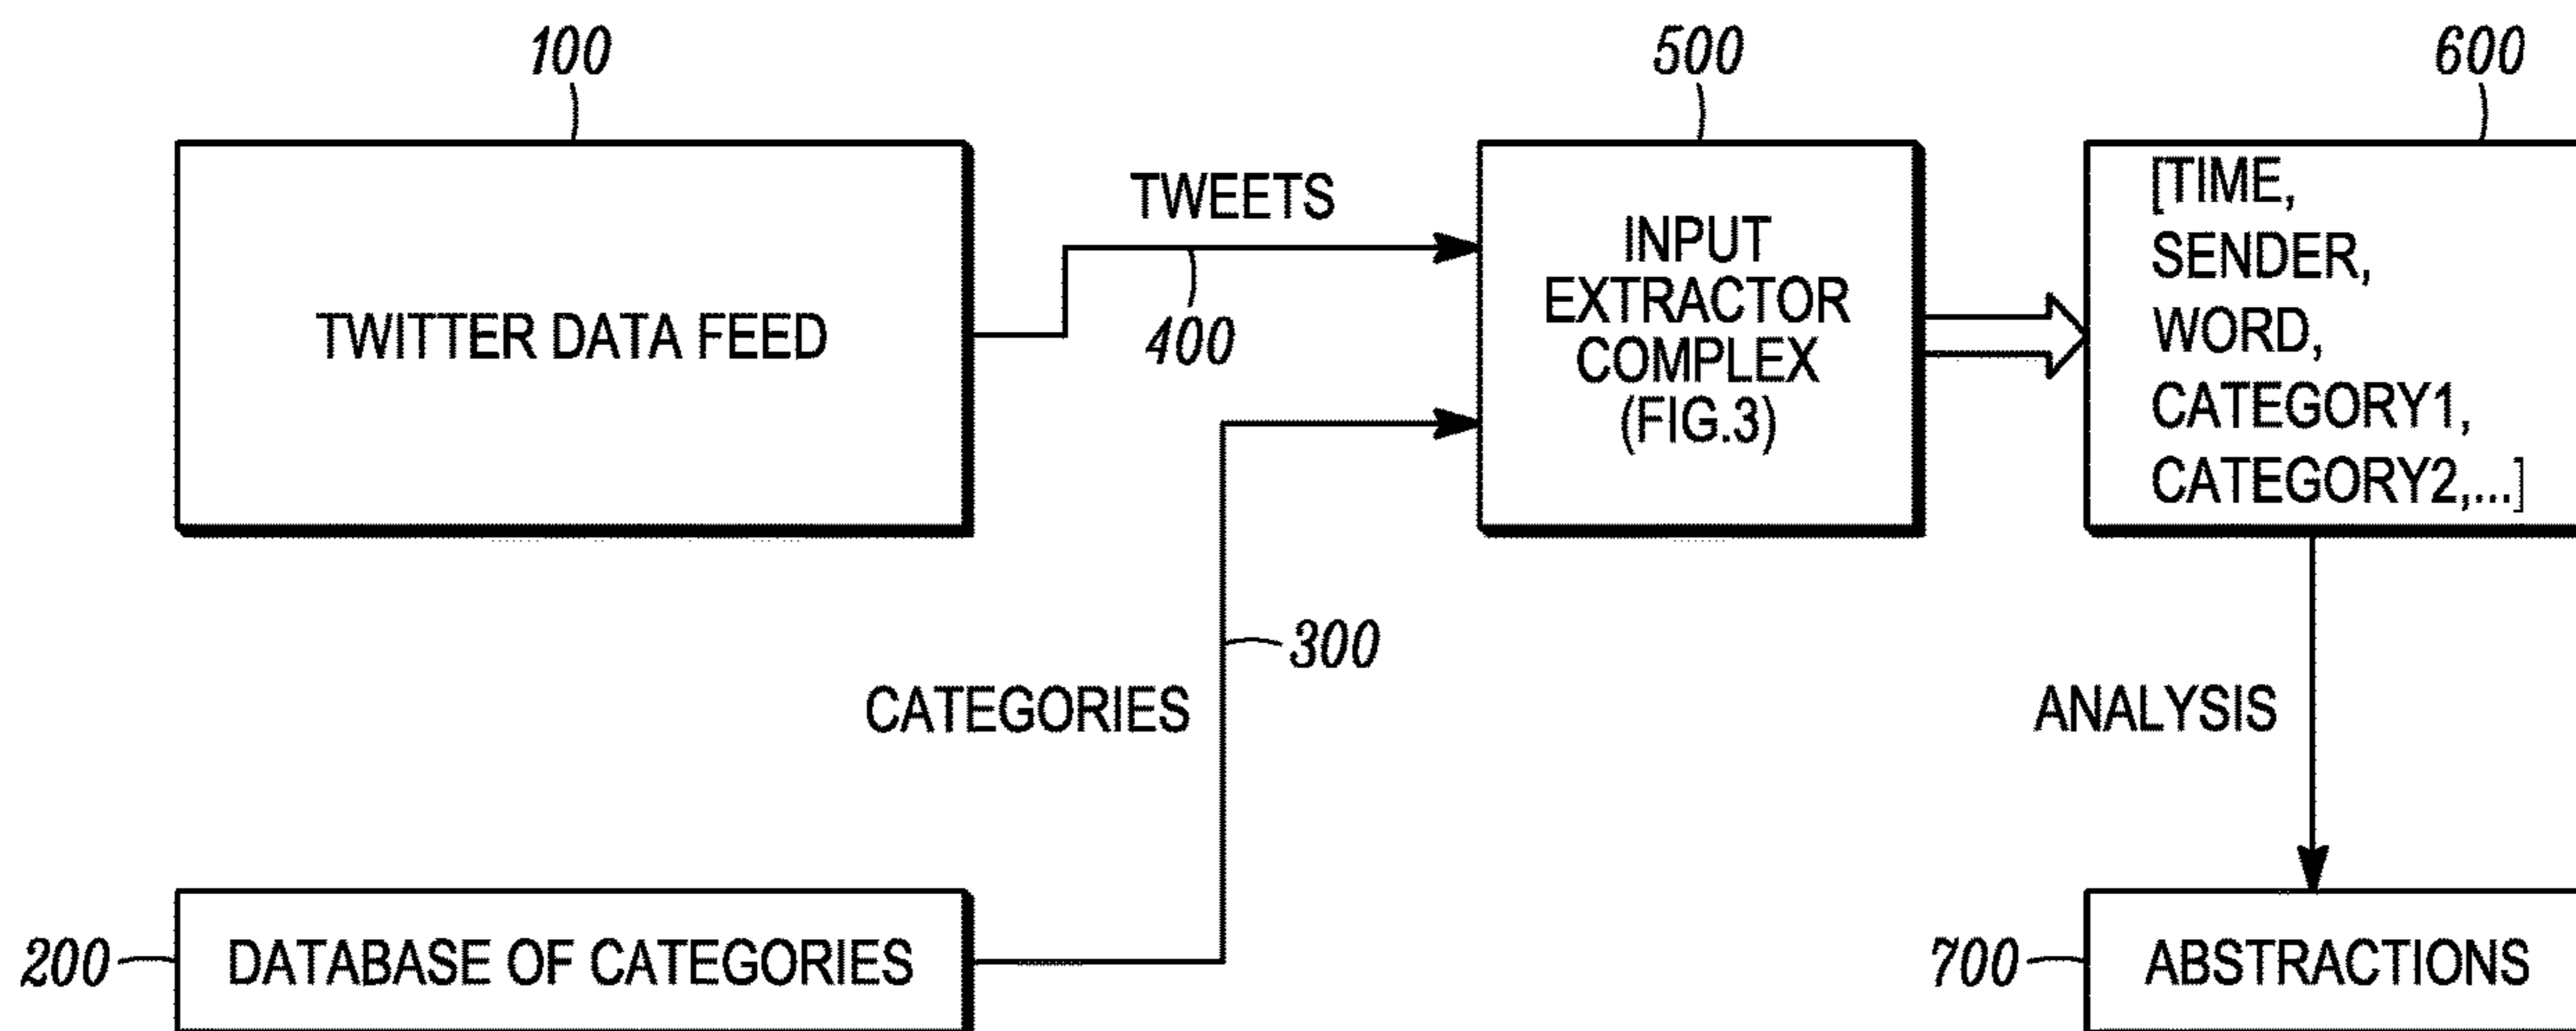 100
500
600
TWITTER DATA FEED
TWEETS
400
INPUT
EXTRACTOR
COMPLEX
(FIG.3)
[TIME,
SENDER,
WORD,
CATEGORY1,
CATEGORY2,...]
300
CATEGORIES
ANALYSIS
200
DATABASE OF CATEGORIES
700
ABSTRACTIONS